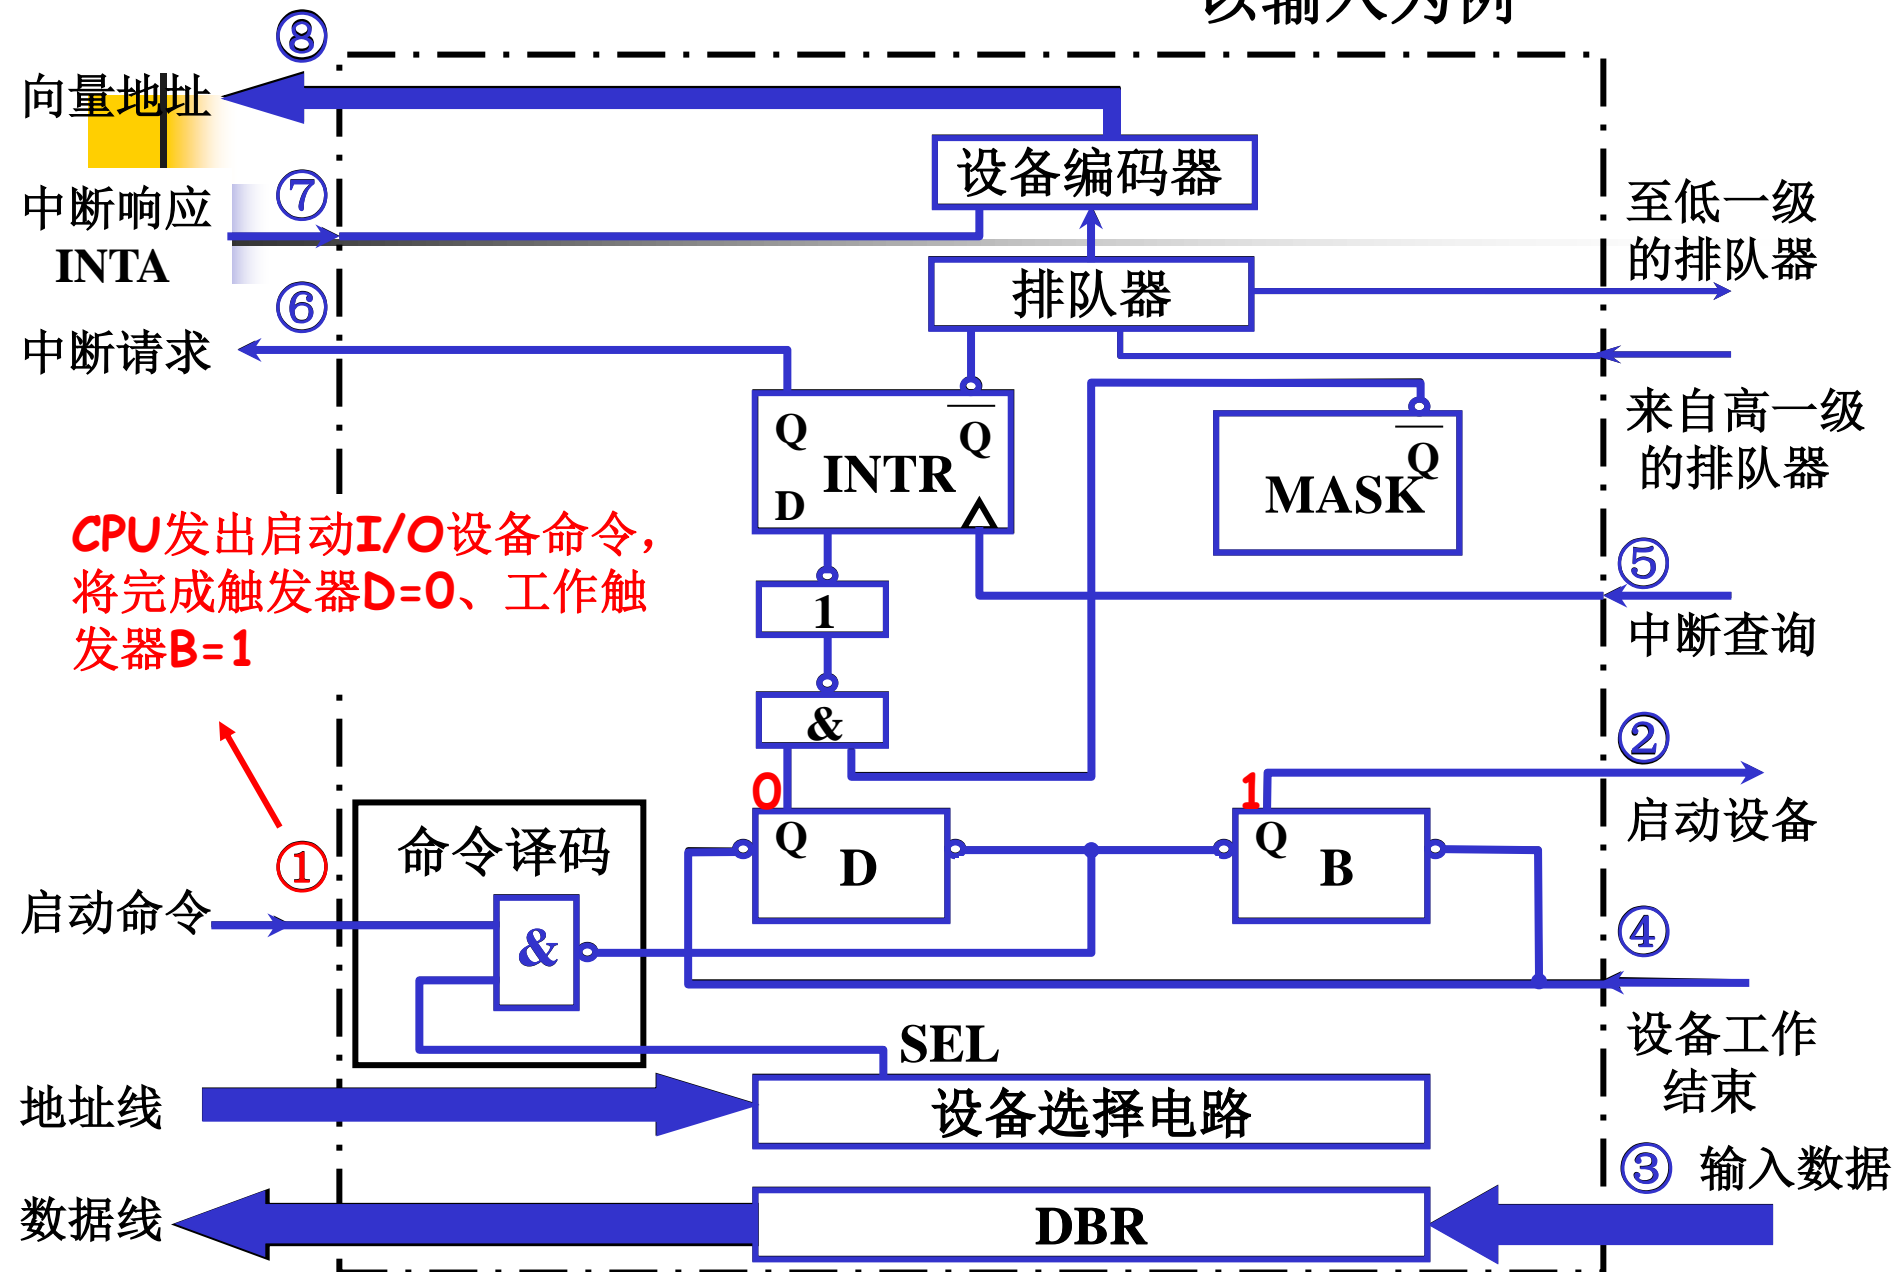 以输入为例
⑧
向量地址
设备编码器
⑦
中断响应
INTA
至低一级
的排队器
排队器
⑥
中断请求
来自高一级
的排队器
Q
Q
INTR
D
Q
MASK
CPU发出启动I/O设备命令,
将完成触发器D=0、工作触
发器B=1
⑤
中断查询
1
&
②
启动设备
0
1
Q
D
Q
B
命令译码
①
启动命令
&
④
设备工作
结束
SEL
地址线
设备选择电路
③ 输入数据
数据线
DBR